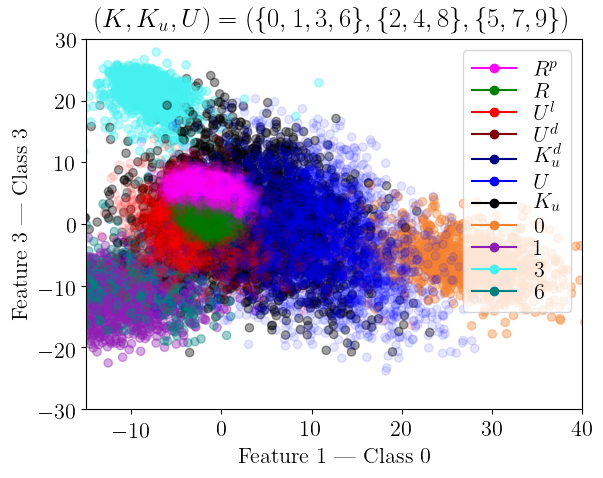 (K, K_u, U) = ({0, 1, 3, 6}, {2, 4, 8}, {5, 7, 9})
30
20
10
0
−10
−20
−30
Feature 3 — Class 3
−10
0
10
20
30
40
Feature 1 — Class 0
R^p
R
U^l
U^d
K_u^d
U
K_u
0
1
3
6